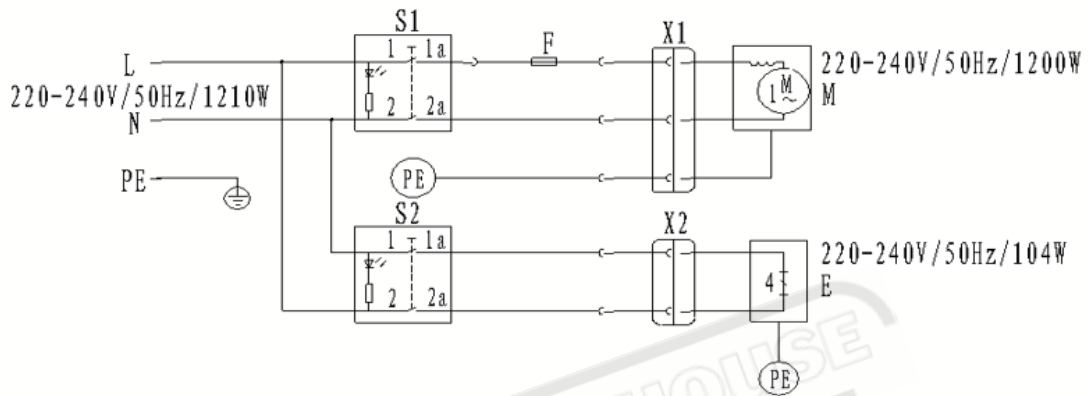 S1
X1
1 1a
F
L
220-240V/50Hz/1200W
220-240V/50Hz/1210W
M
1~
M
2 2a
N
PE
PE
S2
X2
1 1a
220-240V/50Hz/104W
4
E
2 2a
HOUSE
PE